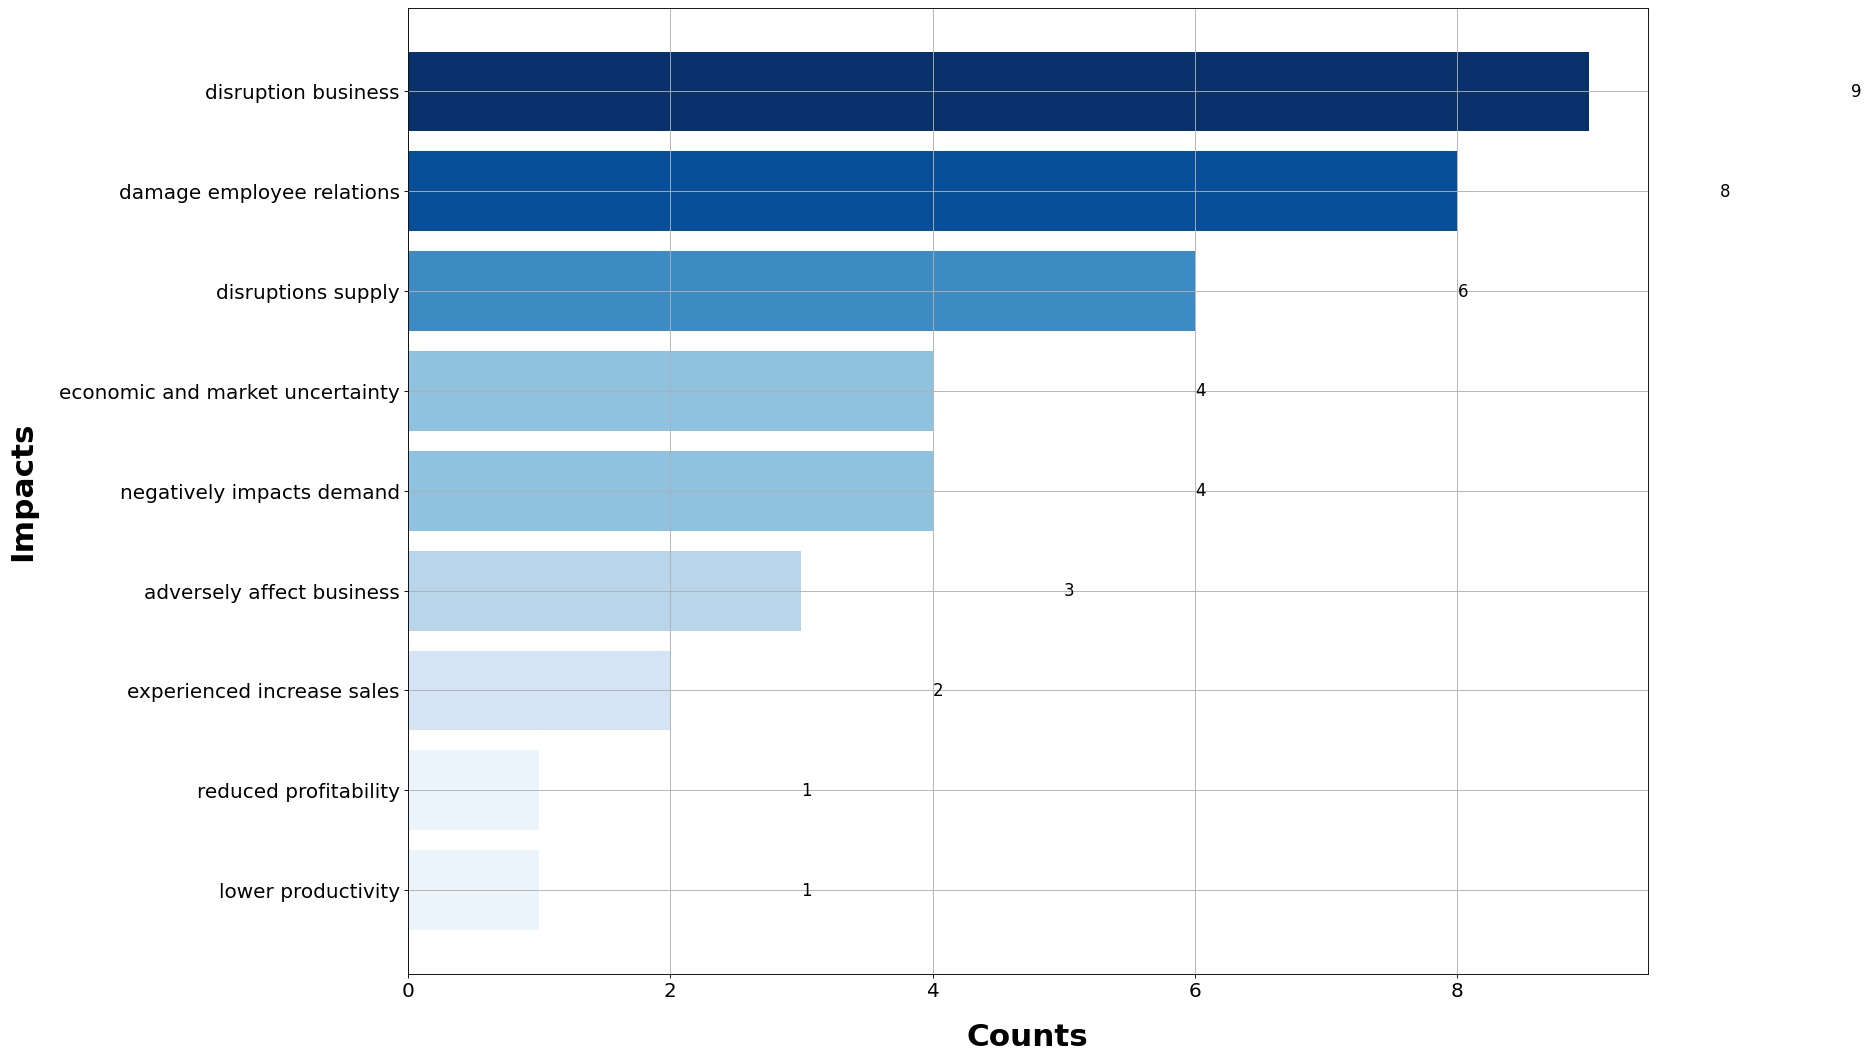 disruption business 9
damage employee relations 8
disruptions supply 6
economic and market uncertainty 4
negatively impacts demand 4
adversely affect business 3
experienced increase sales 2
reduced profitability 1
lower productivity 1
Impacts
0 2 4 6 8
Counts